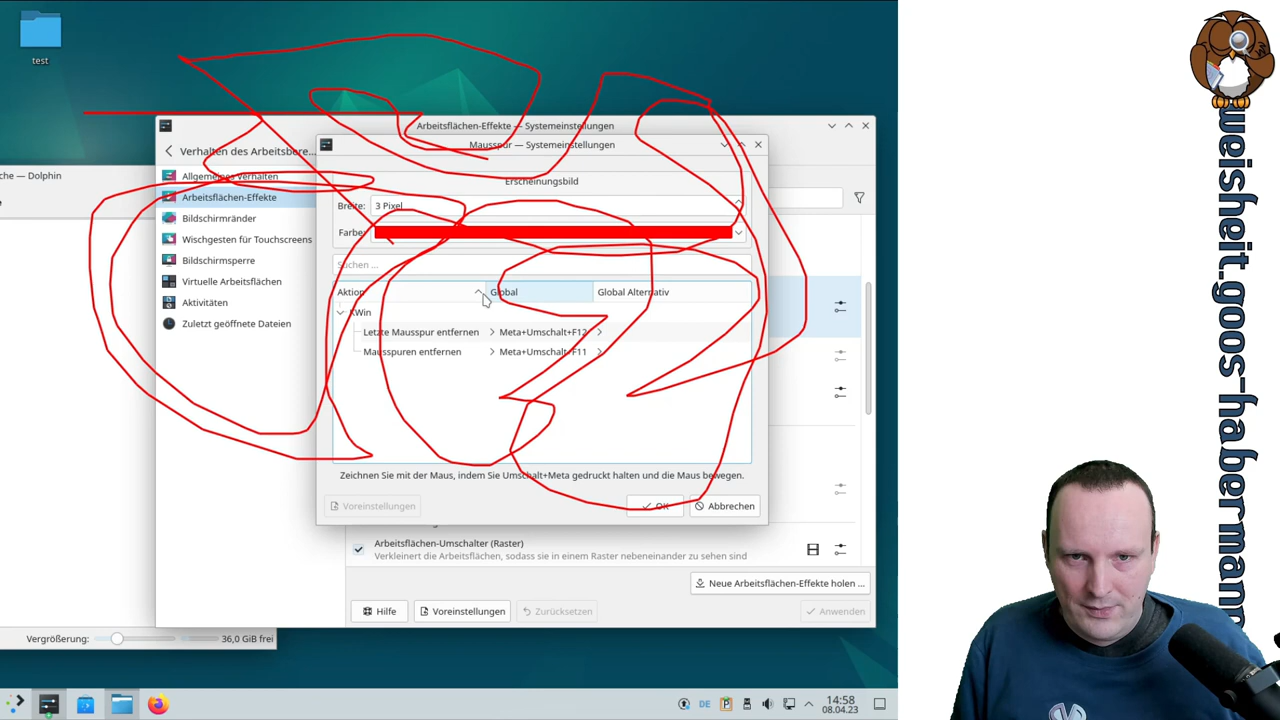 test
Arbeitsflächen-Effekte — Systemeinstellungen
Mausspur — Systemeinstellungen
Verhalten des Arbeitsbere...
che — Dolphin
Allgemeines Verhalten
Arbeitsflächen-Effekte
Bildschirmränder
Wischgesten für Touchscreens
Bildschirmsperre
Virtuelle Arbeitsflächen
Aktivitäten
Zuletzt geöffnete Dateien
Erscheinungsbild
Breite: 3 Pixel
Farbe:
Suchen ...
Aktion Global Global Alternativ
KWin
Letzte Mausspur entfernen Meta+Umschalt+F12
Mausspuren entfernen Meta+Umschalt+F11
Zeichnen Sie mit der Maus, indem Sie Umschalt+Meta gedruckt halten und die Maus bewegen.
Voreinstellungen OK Abbrechen
Arbeitsflächen-Umschalter (Raster)
Verkleinert die Arbeitsflächen, sodass sie in einem Raster nebeneinander zu sehen sind
Neue Arbeitsflächen-Effekte holen ...
Hilfe Voreinstellungen Zurücksetzen Anwenden
Vergrößerung: 36,0 GiB frei
DE 14:58
08.04.23
weisheit.goos-habermann